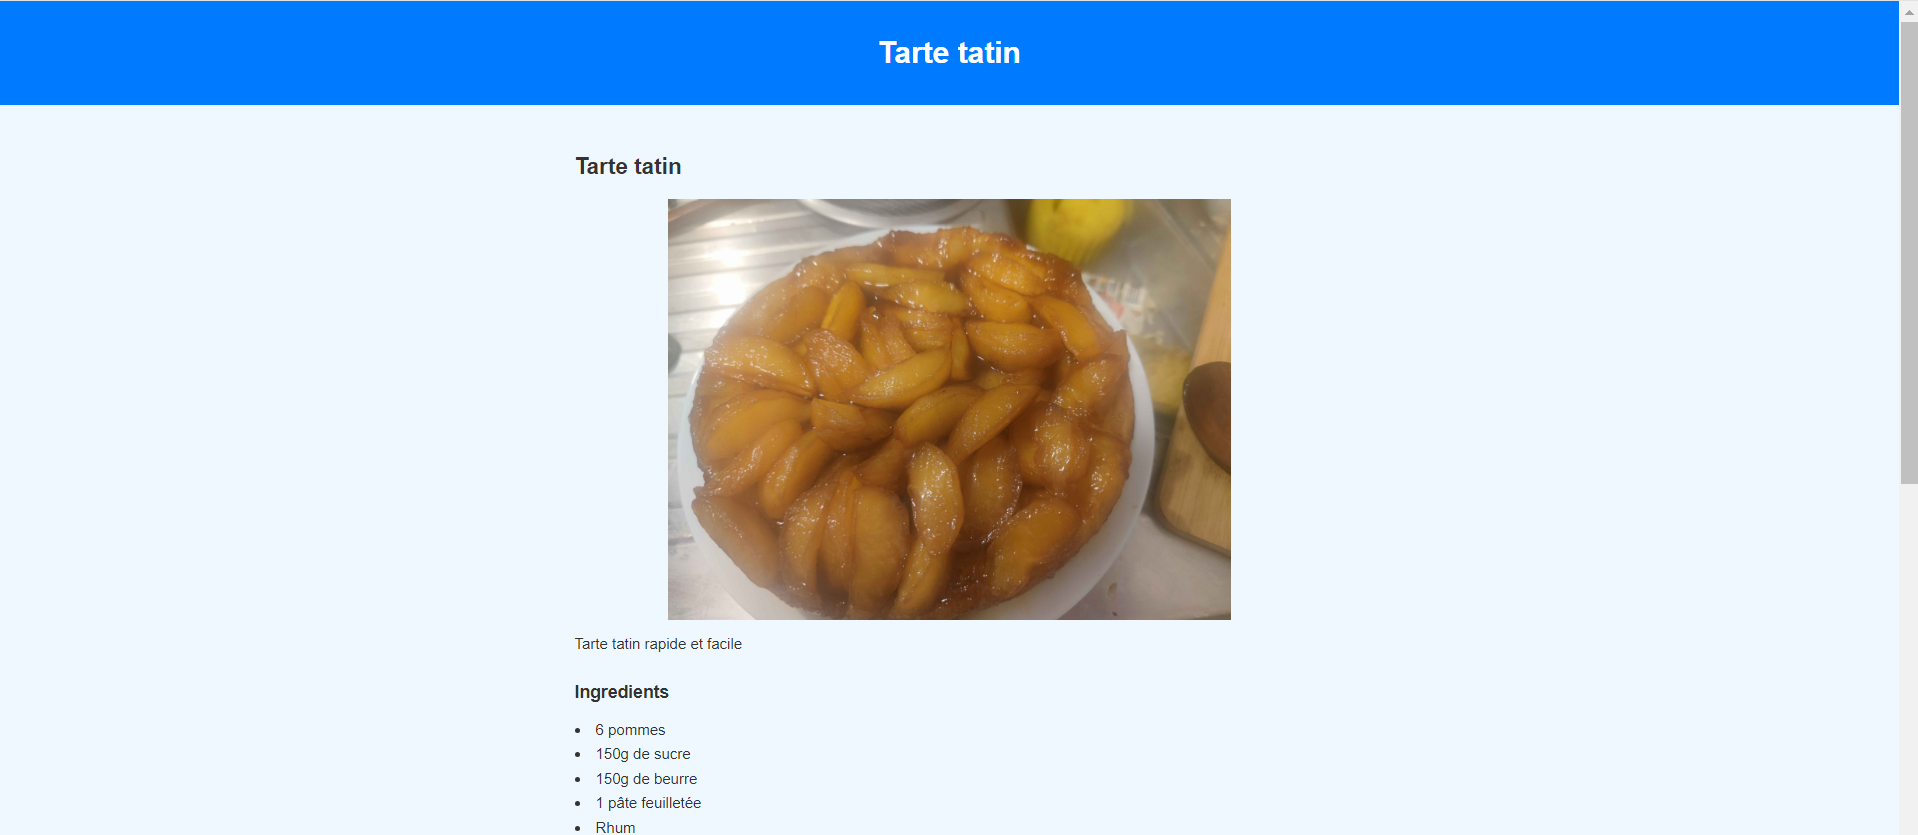 Tarte tatin
Tarte tatin
Tarte tatin rapide et facile
Ingredients
6 pommes
150g de sucre
150g de beurre
1 pâte feuilletée
Rhum